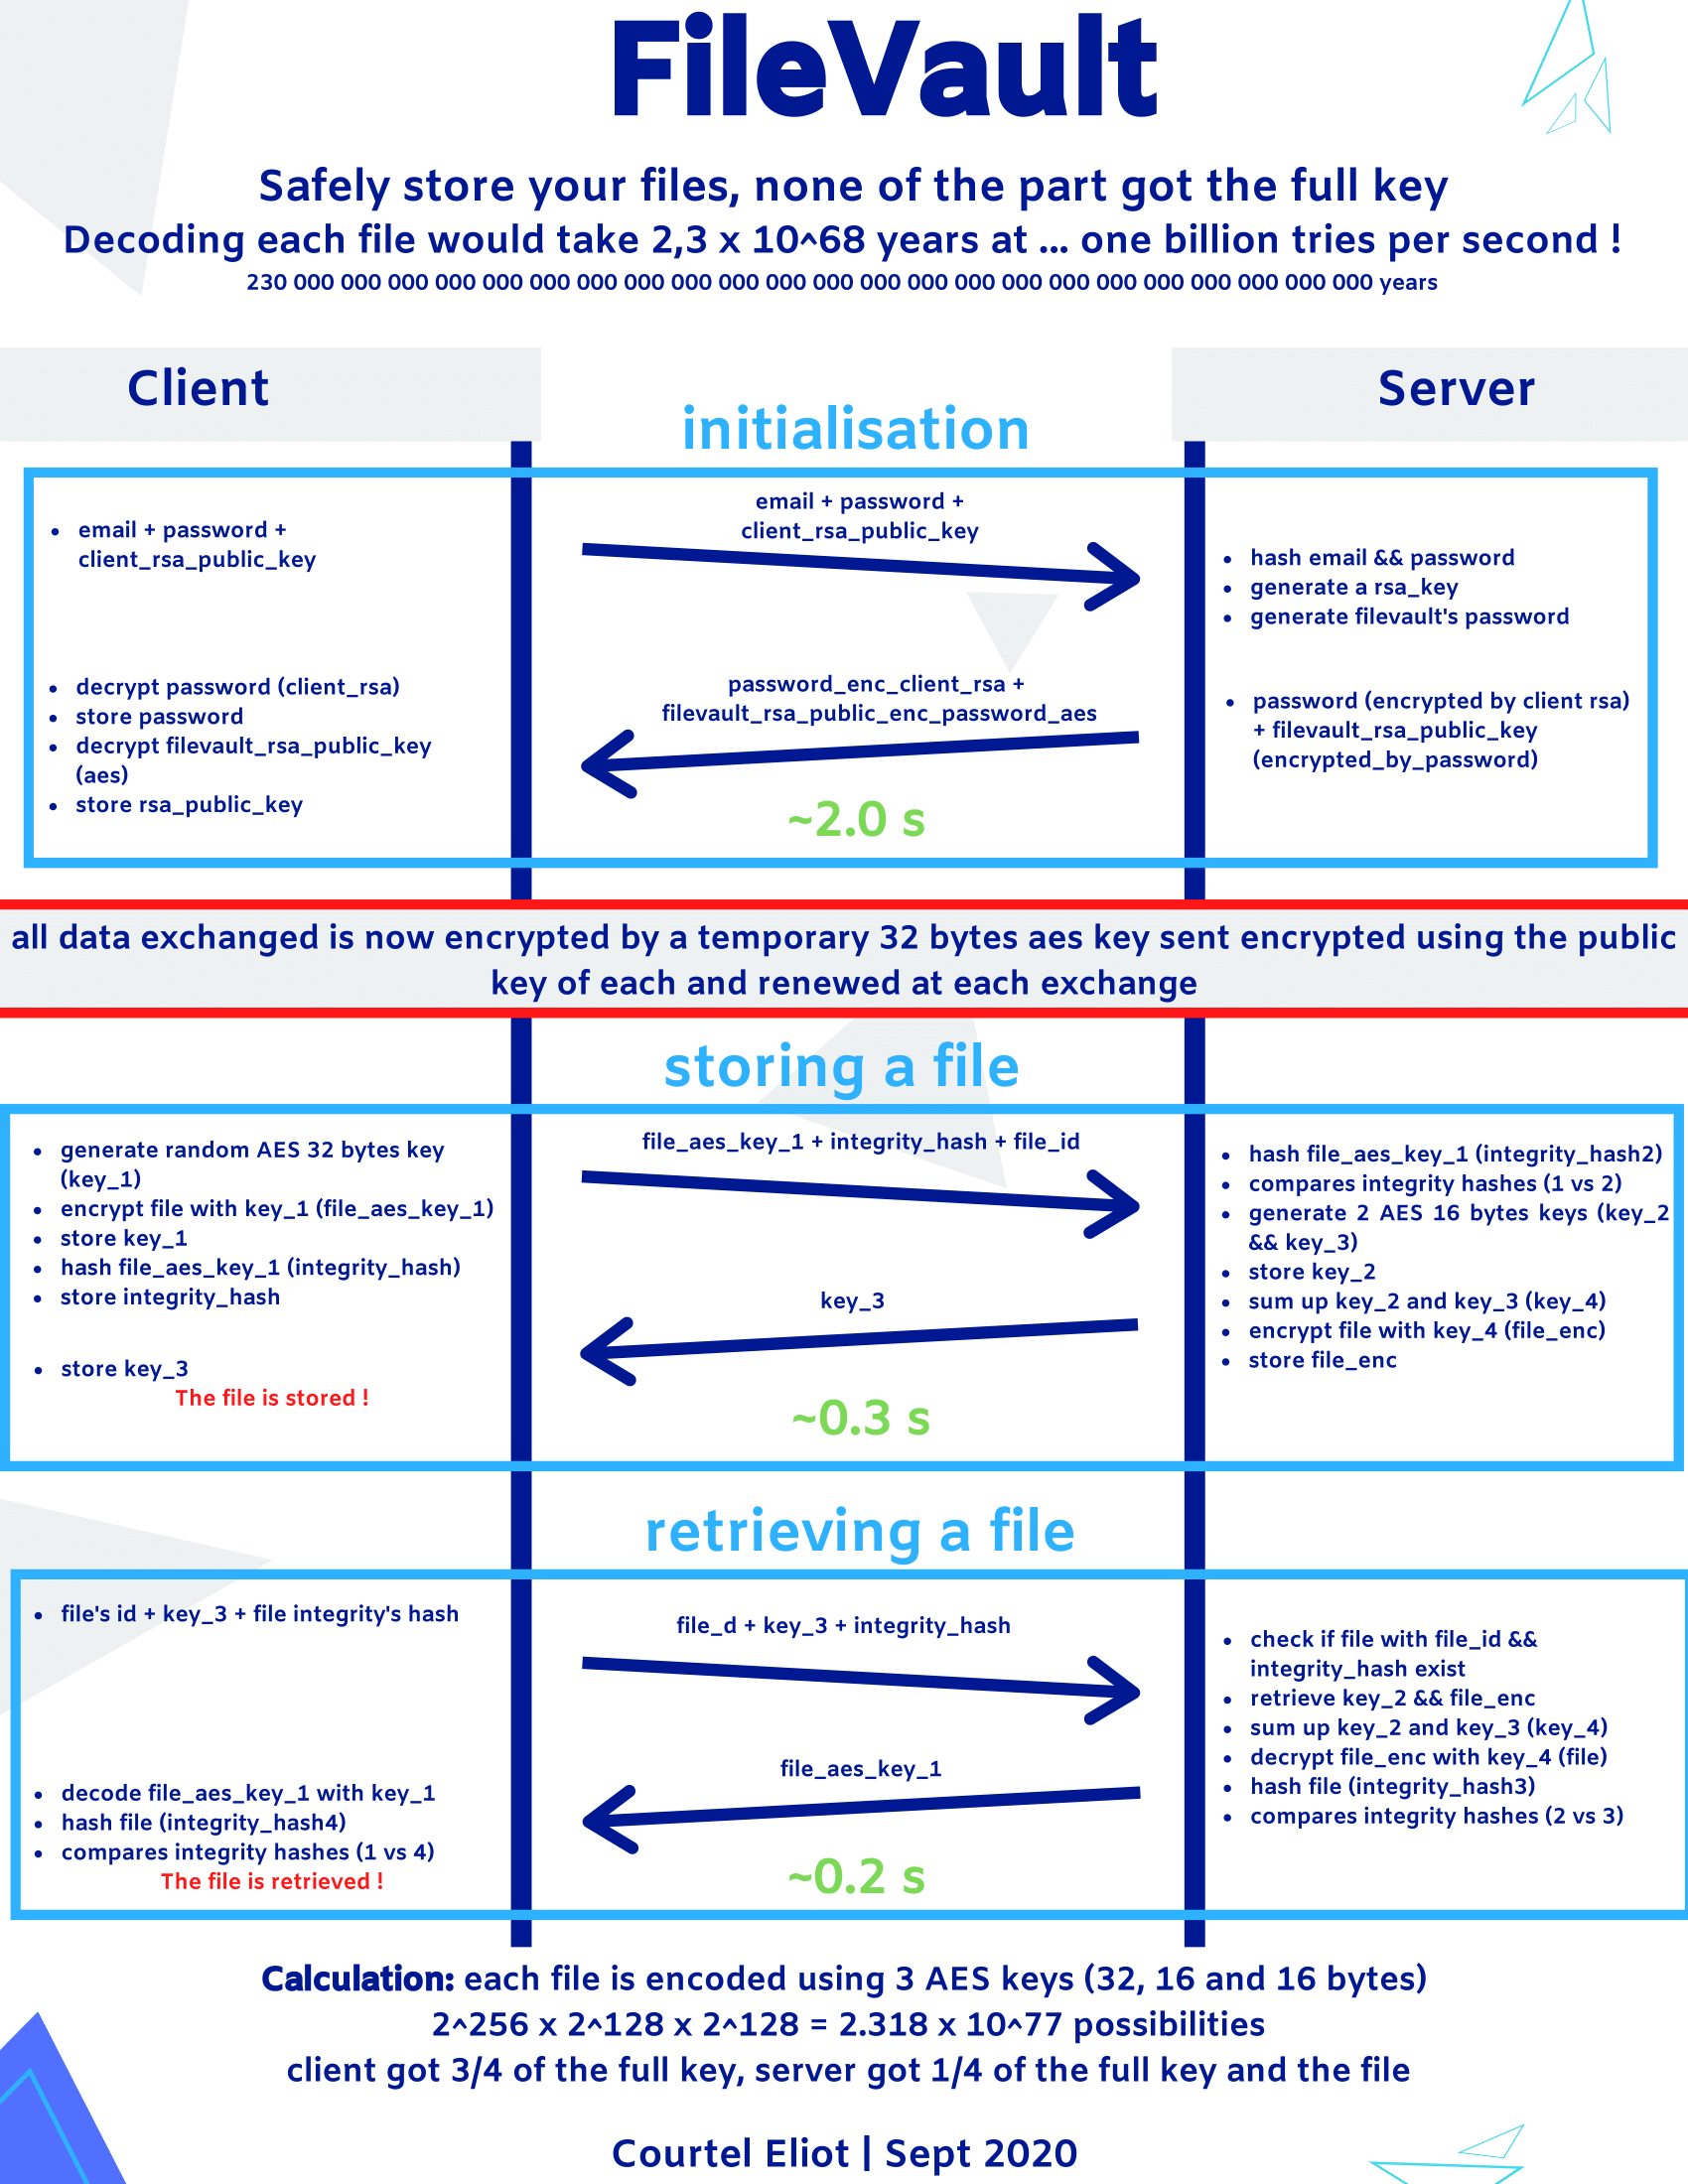 FileVault
Safely store your files, none of the part got the full key
Decoding each file would take 2,3 x 10^68 years at ... one billion tries per second !
230 000 000 000 000 000 000 000 000 000 000 000 000 000 000 000 000 000 000 000 000 000 years
Client
Server
initialisation
• email + password +
client_rsa_public_key
email + password +
client_rsa_public_key
• hash email && password
• generate a rsa_key
• generate filevault's password
• decrypt password (client_rsa)
• store password
• decrypt filevault_rsa_public_key
(aes)
• store rsa_public_key
password_enc_client_rsa +
filevault_rsa_public_enc_password_aes
• password (encrypted by client rsa)
+ filevault_rsa_public_key
(encrypted_by_password)
~2.0 s
all data exchanged is now encrypted by a temporary 32 bytes aes key sent encrypted using the public
key of each and renewed at each exchange
storing a file
• generate random AES 32 bytes key
(key_1)
• encrypt file with key_1 (file_aes_key_1)
• store key_1
• hash file_aes_key_1 (integrity_hash)
• store integrity_hash
• store key_3
The file is stored !
file_aes_key_1 + integrity_hash + file_id
key_3
~0.3 s
• hash file_aes_key_1 (integrity_hash2)
• compares integrity hashes (1 vs 2)
• generate 2 AES 16 bytes keys (key_2
&& key_3)
• store key_2
• sum up key_2 and key_3 (key_4)
• encrypt file with key_4 (file_enc)
• store file_enc
retrieving a file
• file's id + key_3 + file integrity's hash
• decode file_aes_key_1 with key_1
• hash file (integrity_hash4)
• compares integrity hashes (1 vs 4)
The file is retrieved !
file_d + key_3 + integrity_hash
file_aes_key_1
~0.2 s
• check if file with file_id &&
integrity_hash exist
• retrieve key_2 && file_enc
• sum up key_2 and key_3 (key_4)
• decrypt file_enc with key_4 (file)
• hash file (integrity_hash3)
• compares integrity hashes (2 vs 3)
Calculation: each file is encoded using 3 AES keys (32, 16 and 16 bytes)
2^256 x 2^128 x 2^128 = 2.318 x 10^77 possibilities
client got 3/4 of the full key, server got 1/4 of the full key and the file
Courtel Eliot | Sept 2020